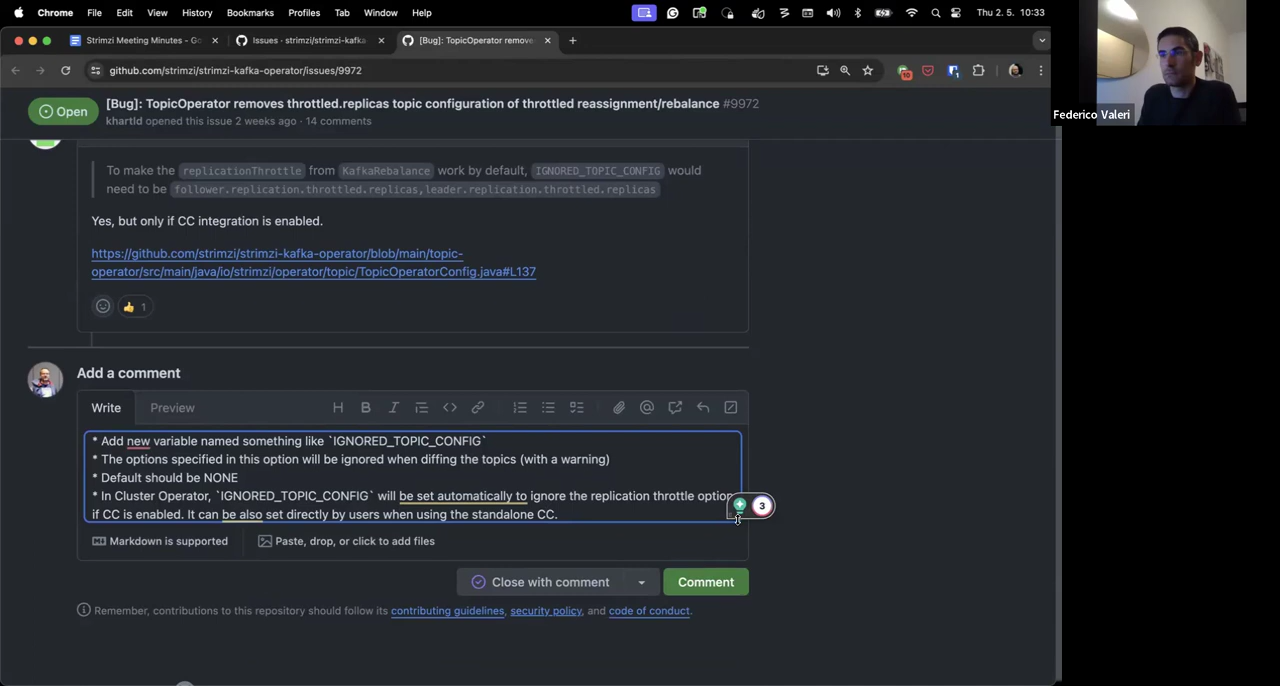 Chrome File Edit View History Bookmarks Profiles Tab Window Help Thu 2. 5. 10:33
Strimzi Meeting Minutes - Go Issues · strimzi/strimzi-kafka [Bug]: TopicOperator remove
github.com/strimzi/strimzi-kafka-operator/issues/9972 10 1
Open
[Bug]: TopicOperator removes throttled.replicas topic configuration of throttled reassignment/rebalance #9972
khartld opened this issue 2 weeks ago · 14 comments
Federico Valeri
To make the replicationThrottle from KafkaRebalance work by default, IGNORED_TOPIC_CONFIG would
need to be follower.replication.throttled.replicas,leader.replication.throttled.replicas
Yes, but only if CC integration is enabled.
https://github.com/strimzi/strimzi-kafka-operator/blob/main/topic-
operator/src/main/java/io/strimzi/operator/topic/TopicOperatorConfig.java#L137
👍 1
Add a comment
Write Preview
* Add new variable named something like `IGNORED_TOPIC_CONFIG`
* The options specified in this option will be ignored when diffing the topics (with a warning)
* Default should be NONE
* In Cluster Operator, `IGNORED_TOPIC_CONFIG` will be set automatically to ignore the replication throttle option
if CC is enabled. It can be also set directly by users when using the standalone CC.
3
Markdown is supported Paste, drop, or click to add files
Close with comment Comment
Remember, contributions to this repository should follow its contributing guidelines, security policy, and code of conduct.